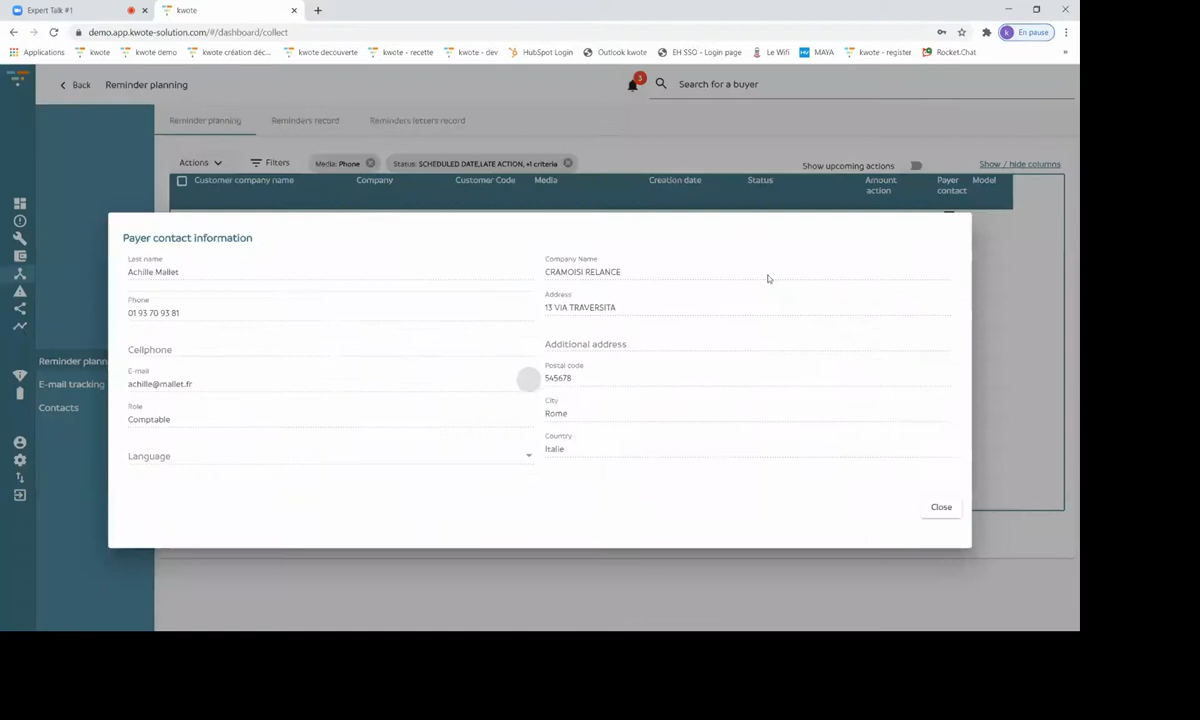 Expert Talk #1
kwote
demo.app.kwote-solution.com/#/dashboard/collect
Applications
kwote
kwote demo
kwote création déc...
kwote decouverte
kwote - recette
kwote - dev
HubSpot Login
Outlook kwote
EH SSO - Login page
Le Wifi
MAYA
kwote - register
Rocket.Chat
»
k
En pause
Back
Reminder planning
3
Search for a buyer
Reminder planning
Reminders record
Reminders letters record
Actions
Filters
Media: Phone
Status: SCHEDULED DATE,LATE ACTION, +1 criteria
Show upcoming actions
Show / hide columns
Customer company name
Company
Customer Code
Media
Creation date
Status
Amount
action
Payer
contact
Model
Reminder plann
E-mail tracking
Contacts
Payer contact information
Last name
Achille Mallet
Phone
01 93 70 93 81
Cellphone
E-mail
achille@mallet.fr
Role
Comptable
Language
Company Name
CRAMOISI RELANCE
Address
13 VIA TRAVERSITA
Additional address
Postal code
545678
City
Rome
Country
Italie
Close